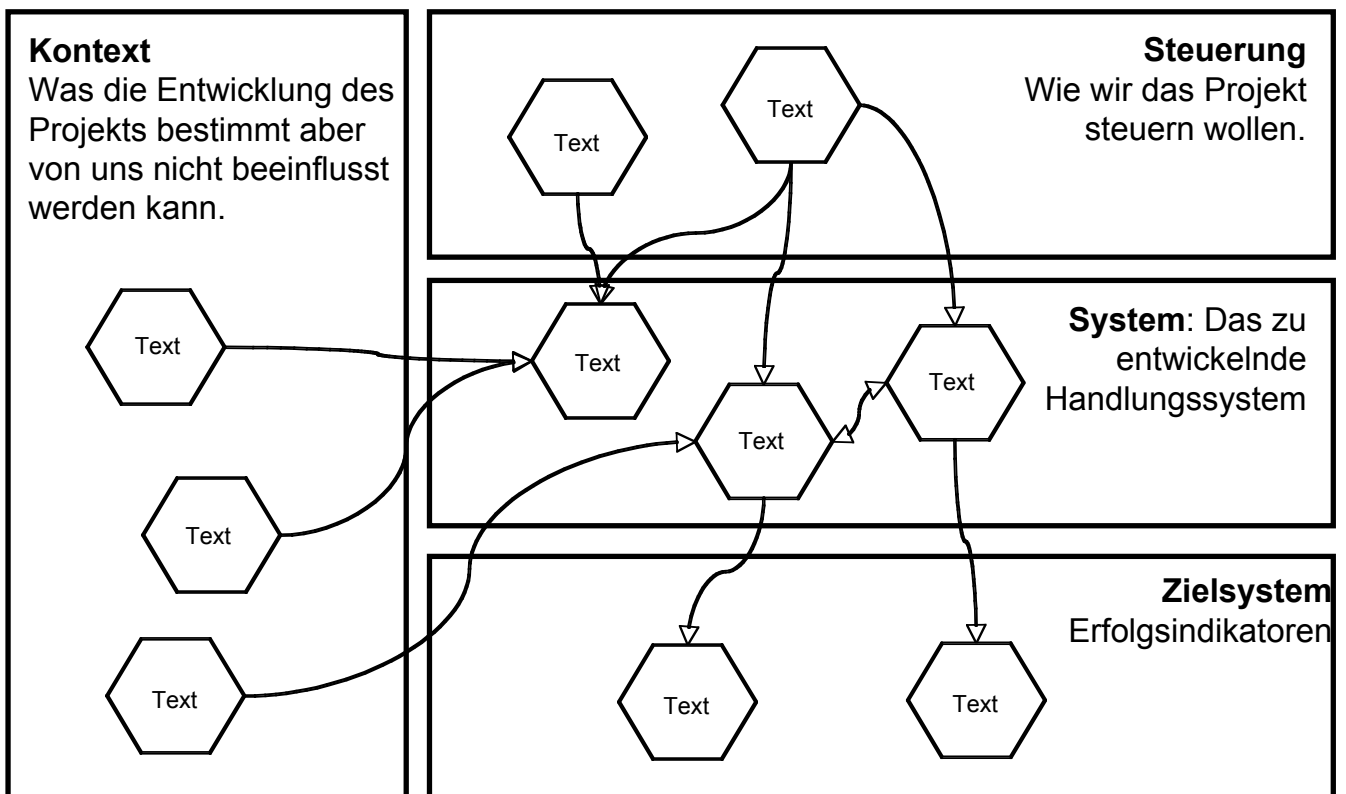 Kontext
Was die Entwicklung des
Projekts bestimmt aber
von uns nicht beeinflusst
werden kann.
Text
Text
Text
Steuerung
Wie wir das Projekt
steuern wollen.
Text
Text
System: Das zu
entwickelnde
Handlungssystem
Text
Text
Text
Zielsystem
Erfolgsindikatoren
Text
Text